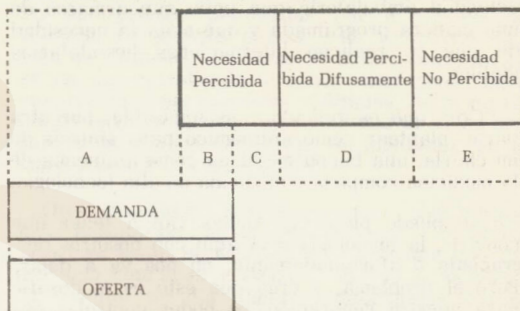 Necesidad
Percibida
Necesidad Perci-
bida Difusamente
Necesidad
No Percibida
A
B
C
D
E
DEMANDA
OFERTA